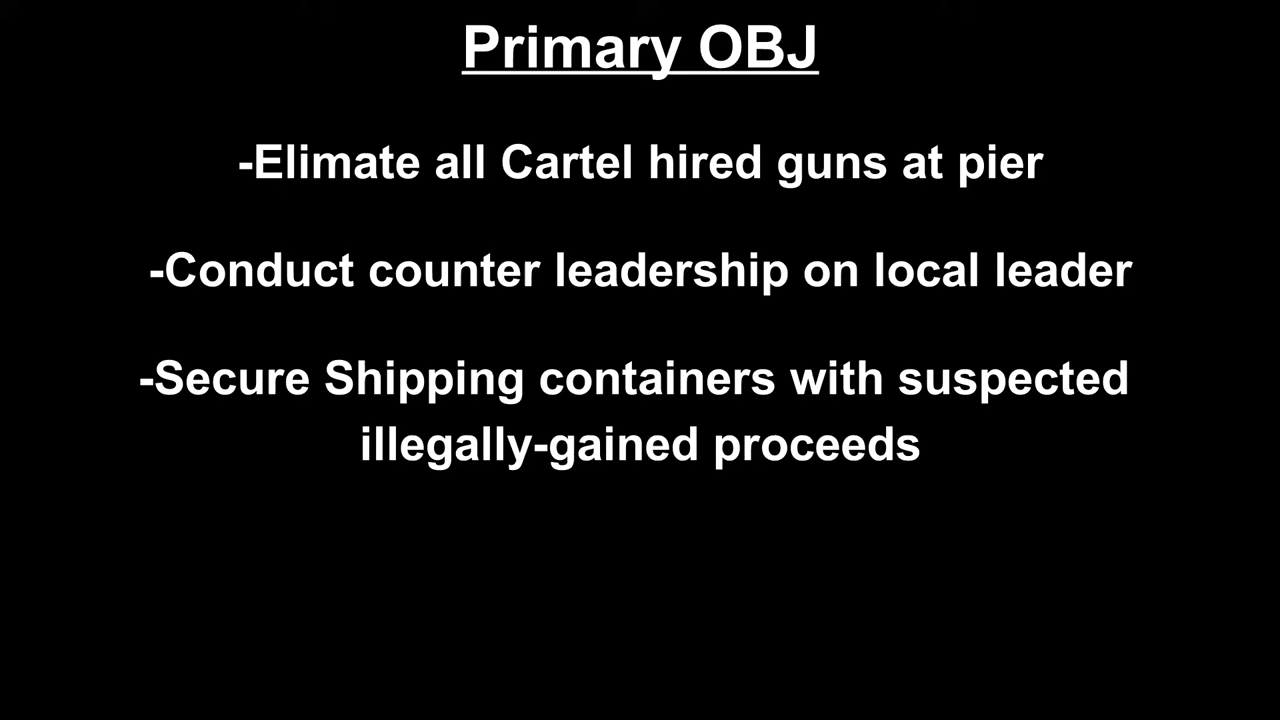 Primary OBJ
-Elimate all Cartel hired guns at pier
-Conduct counter leadership on local leader
-Secure Shipping containers with suspected
illegally-gained proceeds